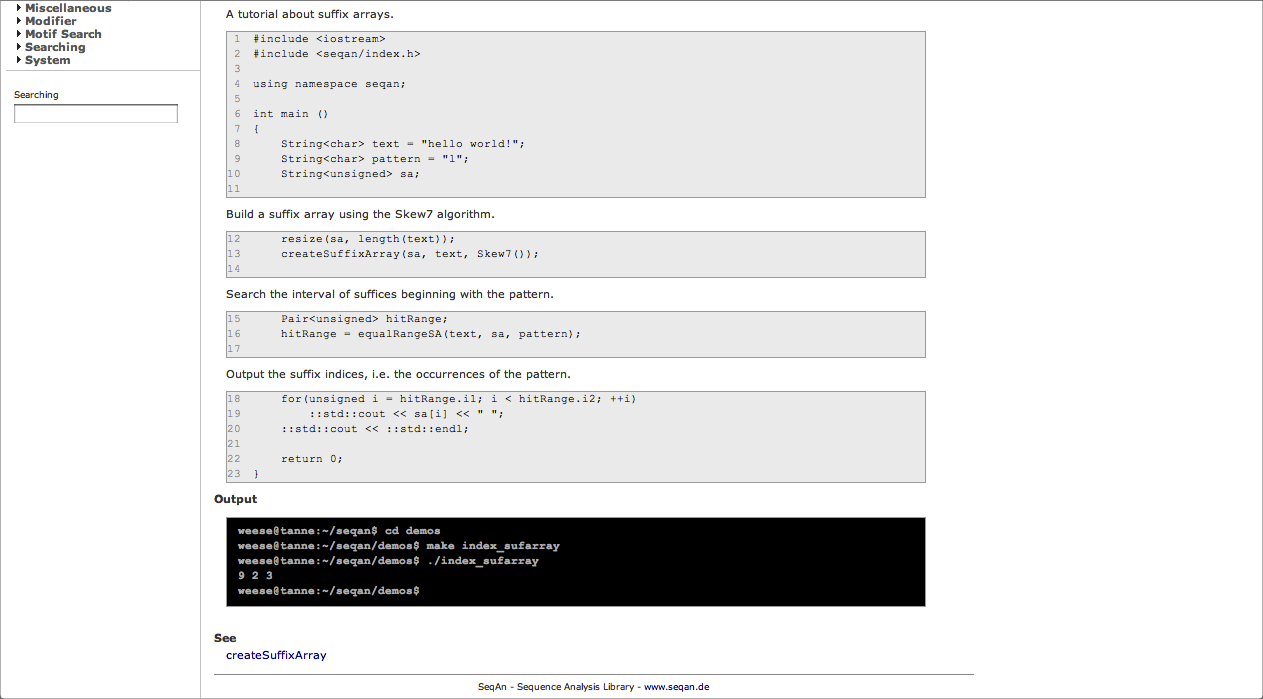 Miscellaneous
Modifier
Motif Search
Searching
System
Searching
A tutorial about suffix arrays.
1 #include <iostream>
2 #include <seqan/index.h>
3
4 using namespace seqan;
5
6 int main ()
7 {
8 String<char> text = "hello world!";
9 String<char> pattern = "l";
10 String<unsigned> sa;
11
Build a suffix array using the Skew7 algorithm.
12 resize(sa, length(text));
13 createSuffixArray(sa, text, Skew7());
14
Search the interval of suffices beginning with the pattern.
15 Pair<unsigned> hitRange;
16 hitRange = equalRangeSA(text, sa, pattern);
17
Output the suffix indices, i.e. the occurrences of the pattern.
18 for(unsigned i = hitRange.i1; i < hitRange.i2; ++i)
19 ::std::cout << sa[i] << " ";
20 ::std::cout << ::std::endl;
21
22 return 0;
23 }
Output
weese@tanne:~/seqan$ cd demos
weese@tanne:~/seqan/demos$ make index_sufarray
weese@tanne:~/seqan/demos$ ./index_sufarray
9 2 3
weese@tanne:~/seqan/demos$
See
createSuffixArray
SeqAn - Sequence Analysis Library - www.seqan.de